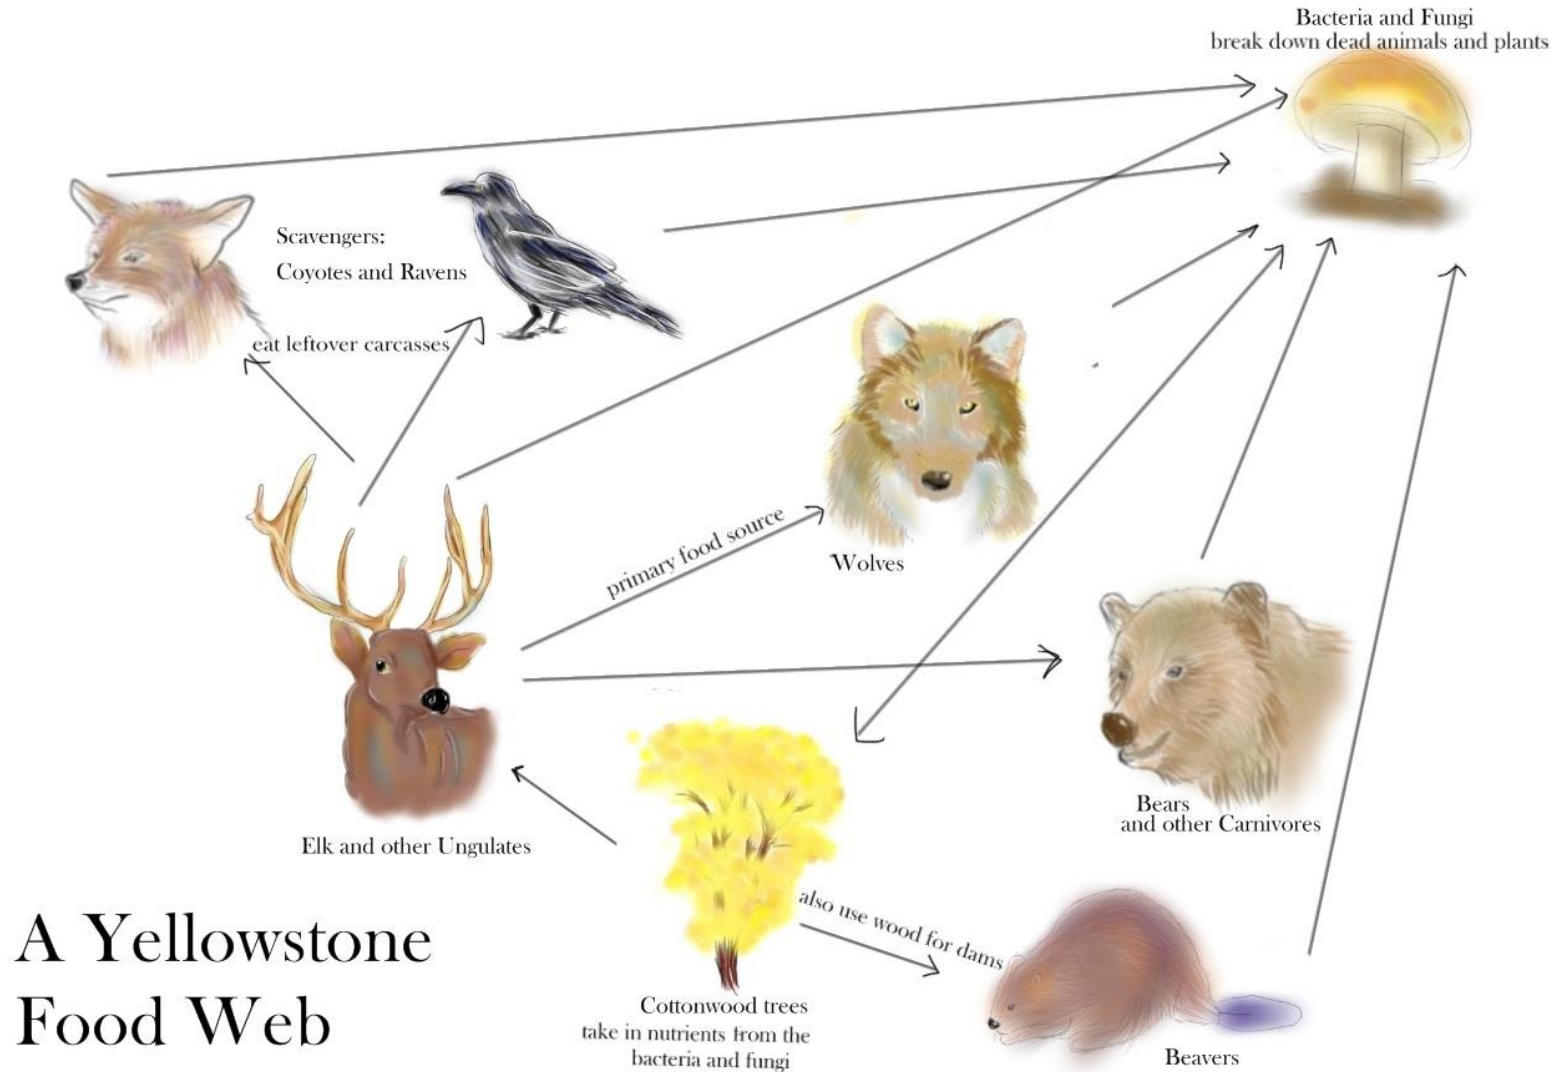 Bacteria and Fungi
break down dead animals and plants
Scavengers:
Coyotes and Ravens
eat leftover carcasses
primary food source
Wolves
Bears
and other Carnivores
Elk and other Ungulates
also use wood for dams
A Yellowstone
Food Web
Cottonwood trees
take in nutrients from the
bacteria and fungi
Beavers